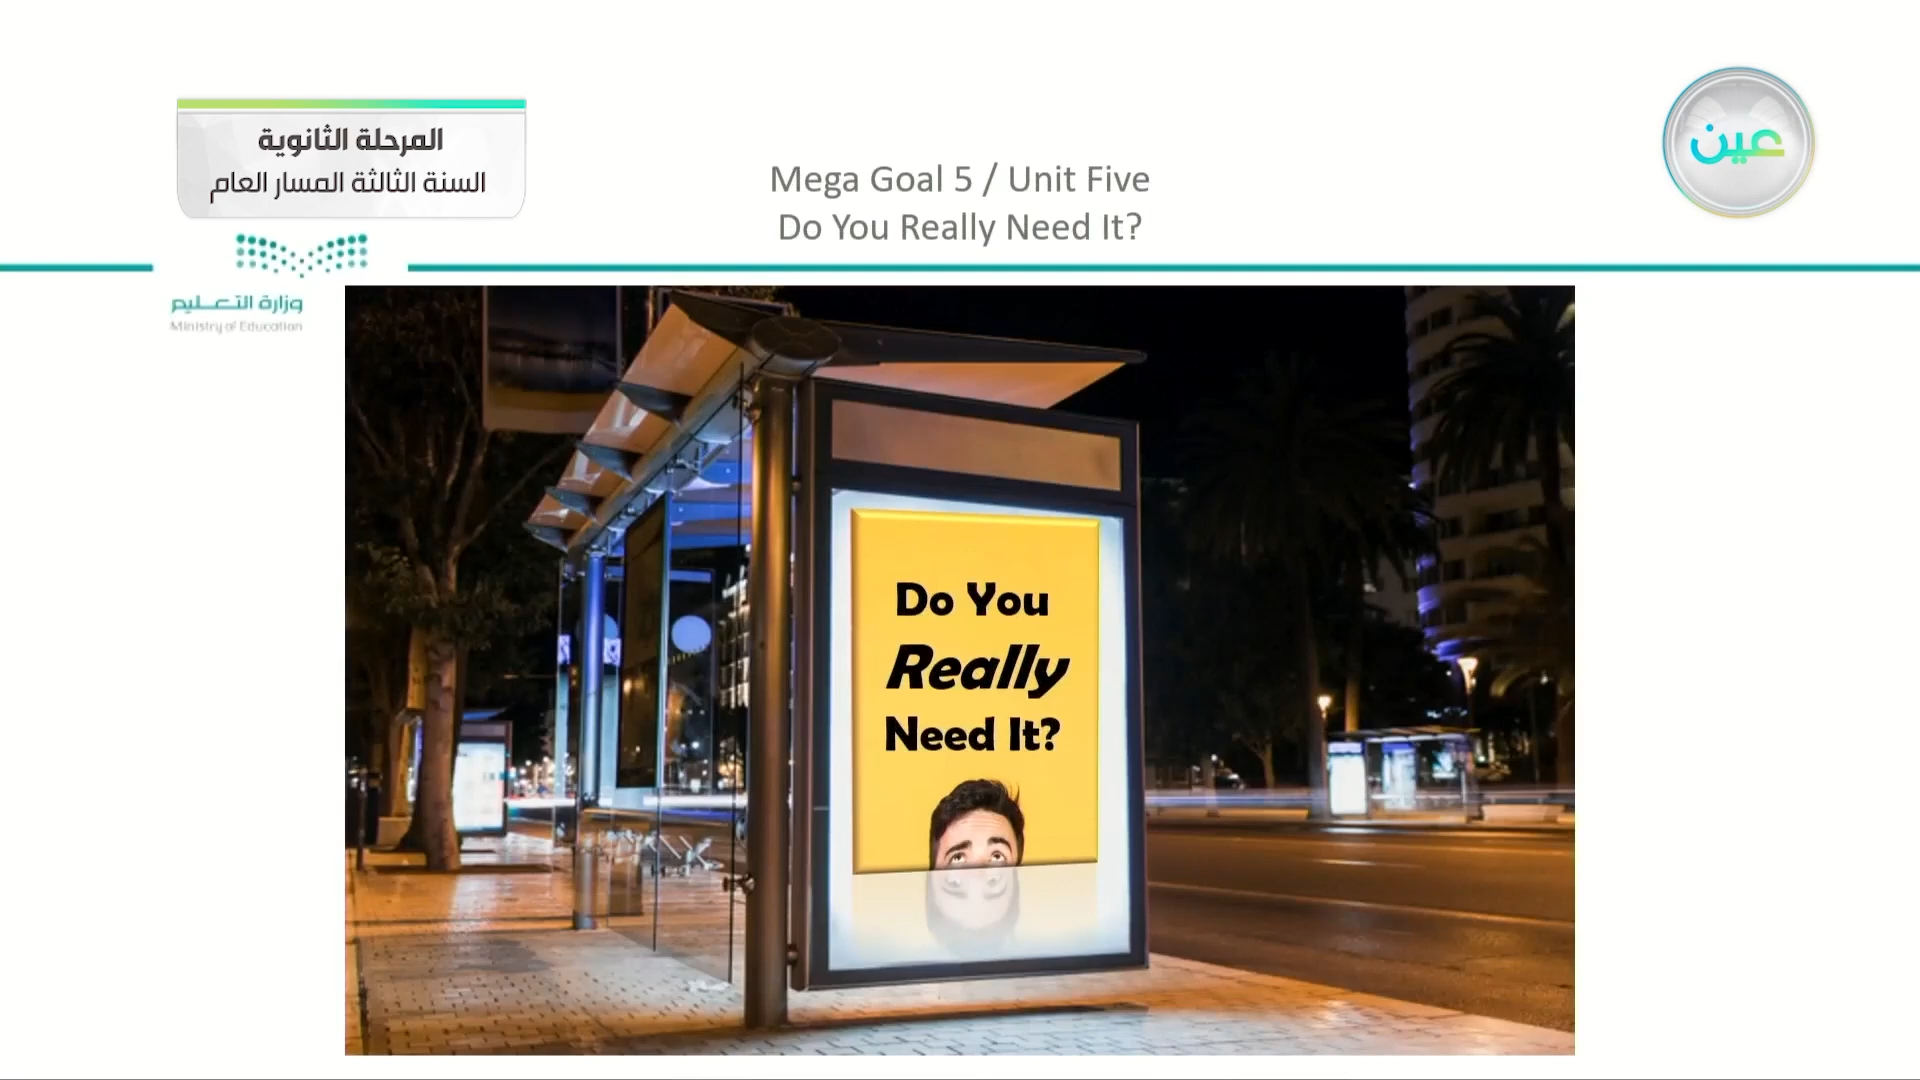 المرحلة الثانوية
السنة الثالثة المسار العام
عين
Mega Goal 5 / Unit Five
Do You Really Need It?
وزارة التعليم
Ministry of Education
Do You
Really
Need It?